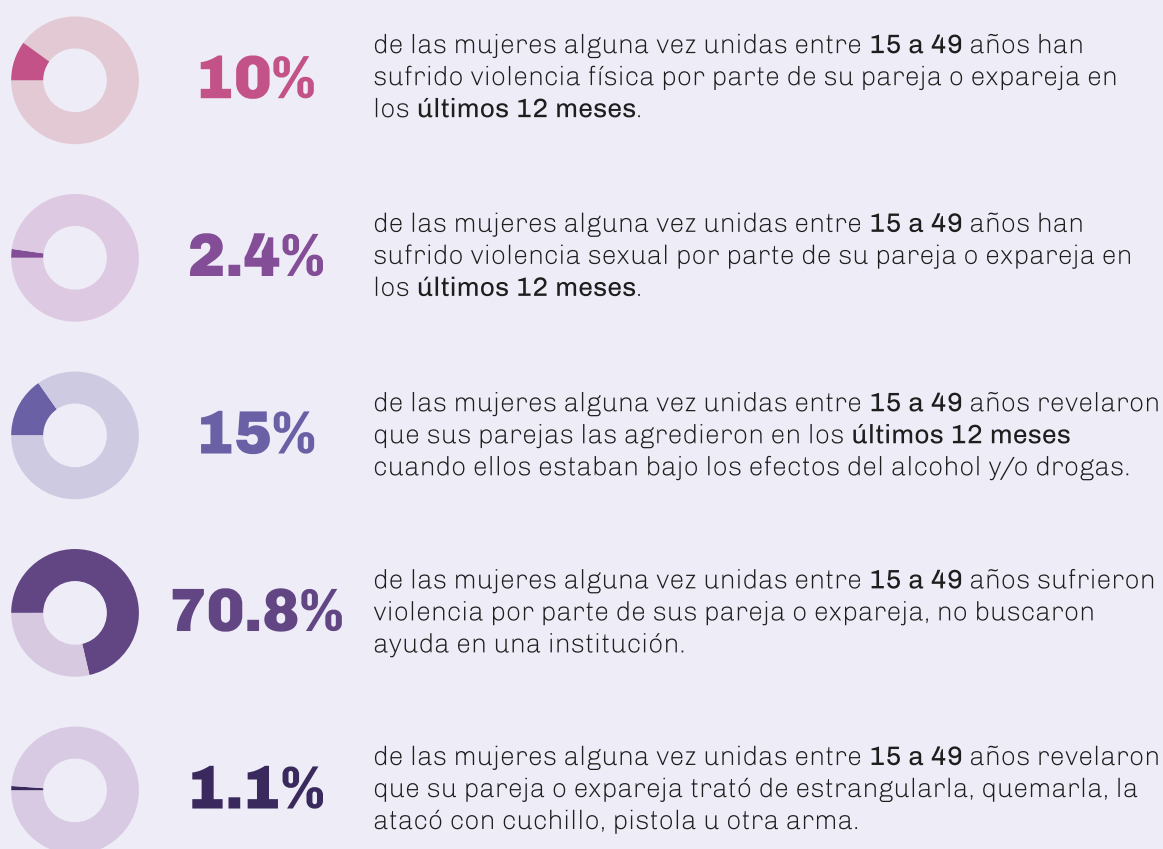 10%
de las mujeres alguna vez unidas entre 15 a 49 años han
sufrido violencia física por parte de su pareja o expareja en
los últimos 12 meses.
2.4%
de las mujeres alguna vez unidas entre 15 a 49 años han
sufrido violencia sexual por parte de su pareja o expareja en
los últimos 12 meses.
15%
de las mujeres alguna vez unidas entre 15 a 49 años revelaron
que sus parejas las agredieron en los últimos 12 meses
cuando ellos estaban bajo los efectos del alcohol y/o drogas.
70.8%
de las mujeres alguna vez unidas entre 15 a 49 años sufrieron
violencia por parte de sus pareja o expareja, no buscaron
ayuda en una institución.
1.1%
de las mujeres alguna vez unidas entre 15 a 49 años revelaron
que su pareja o expareja trató de estrangularla, quemarla, la
atacó con cuchillo, pistola u otra arma.